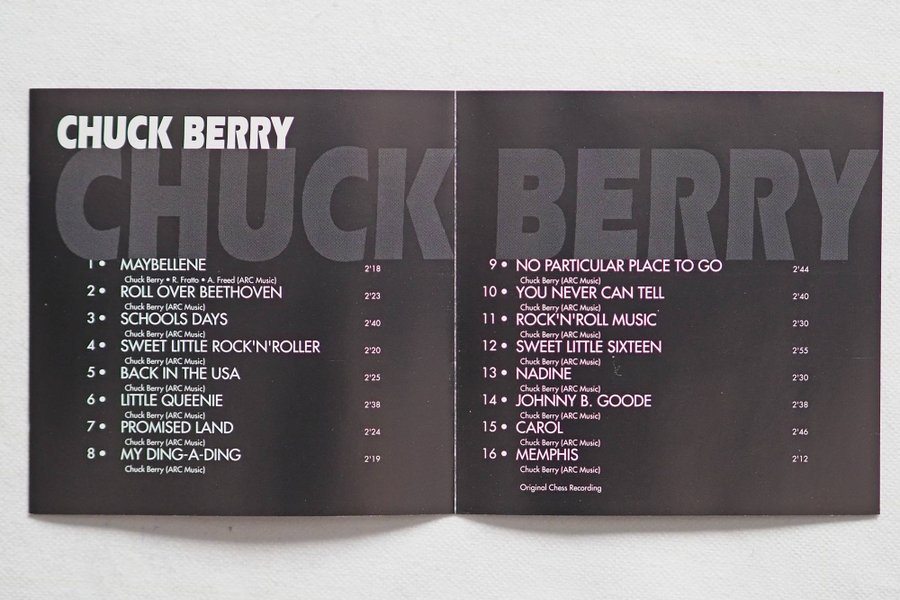 CHUCK BERRY
CHUCK BERRY
1 • MAYBELLENE 2'18
Chuck Berry • R. Fratto • A. Freed (ARC Music)
2 • ROLL OVER BEETHOVEN 2'23
Chuck Berry (ARC Music)
3 • SCHOOLS DAYS 2'40
Chuck Berry (ARC Music)
4 • SWEET LITTLE ROCK'N'ROLLER 2'20
Chuck Berry (ARC Music)
5 • BACK IN THE USA 2'25
Chuck Berry (ARC Music)
6 • LITTLE QUEENIE 2'38
Chuck Berry (ARC Music)
7 • PROMISED LAND 2'24
Chuck Berry (ARC Music)
8 • MY DING-A-DING 2'19
Chuck Berry (ARC Music)
9 • NO PARTICULAR PLACE TO GO 2'44
Chuck Berry (ARC Music)
10 • YOU NEVER CAN TELL 2'40
Chuck Berry (ARC Music)
11 • ROCK'N'ROLL MUSIC 2'30
Chuck Berry (ARC Music)
12 • SWEET LITTLE SIXTEEN 2'55
Chuck Berry (ARC Music)
13 • NADINE 2'30
Chuck Berry (ARC Music)
14 • JOHNNY B. GOODE 2'38
Chuck Berry (ARC Music)
15 • CAROL 2'46
Chuck Berry (ARC Music)
16 • MEMPHIS 2'12
Chuck Berry (ARC Music)
Original Chess Recording